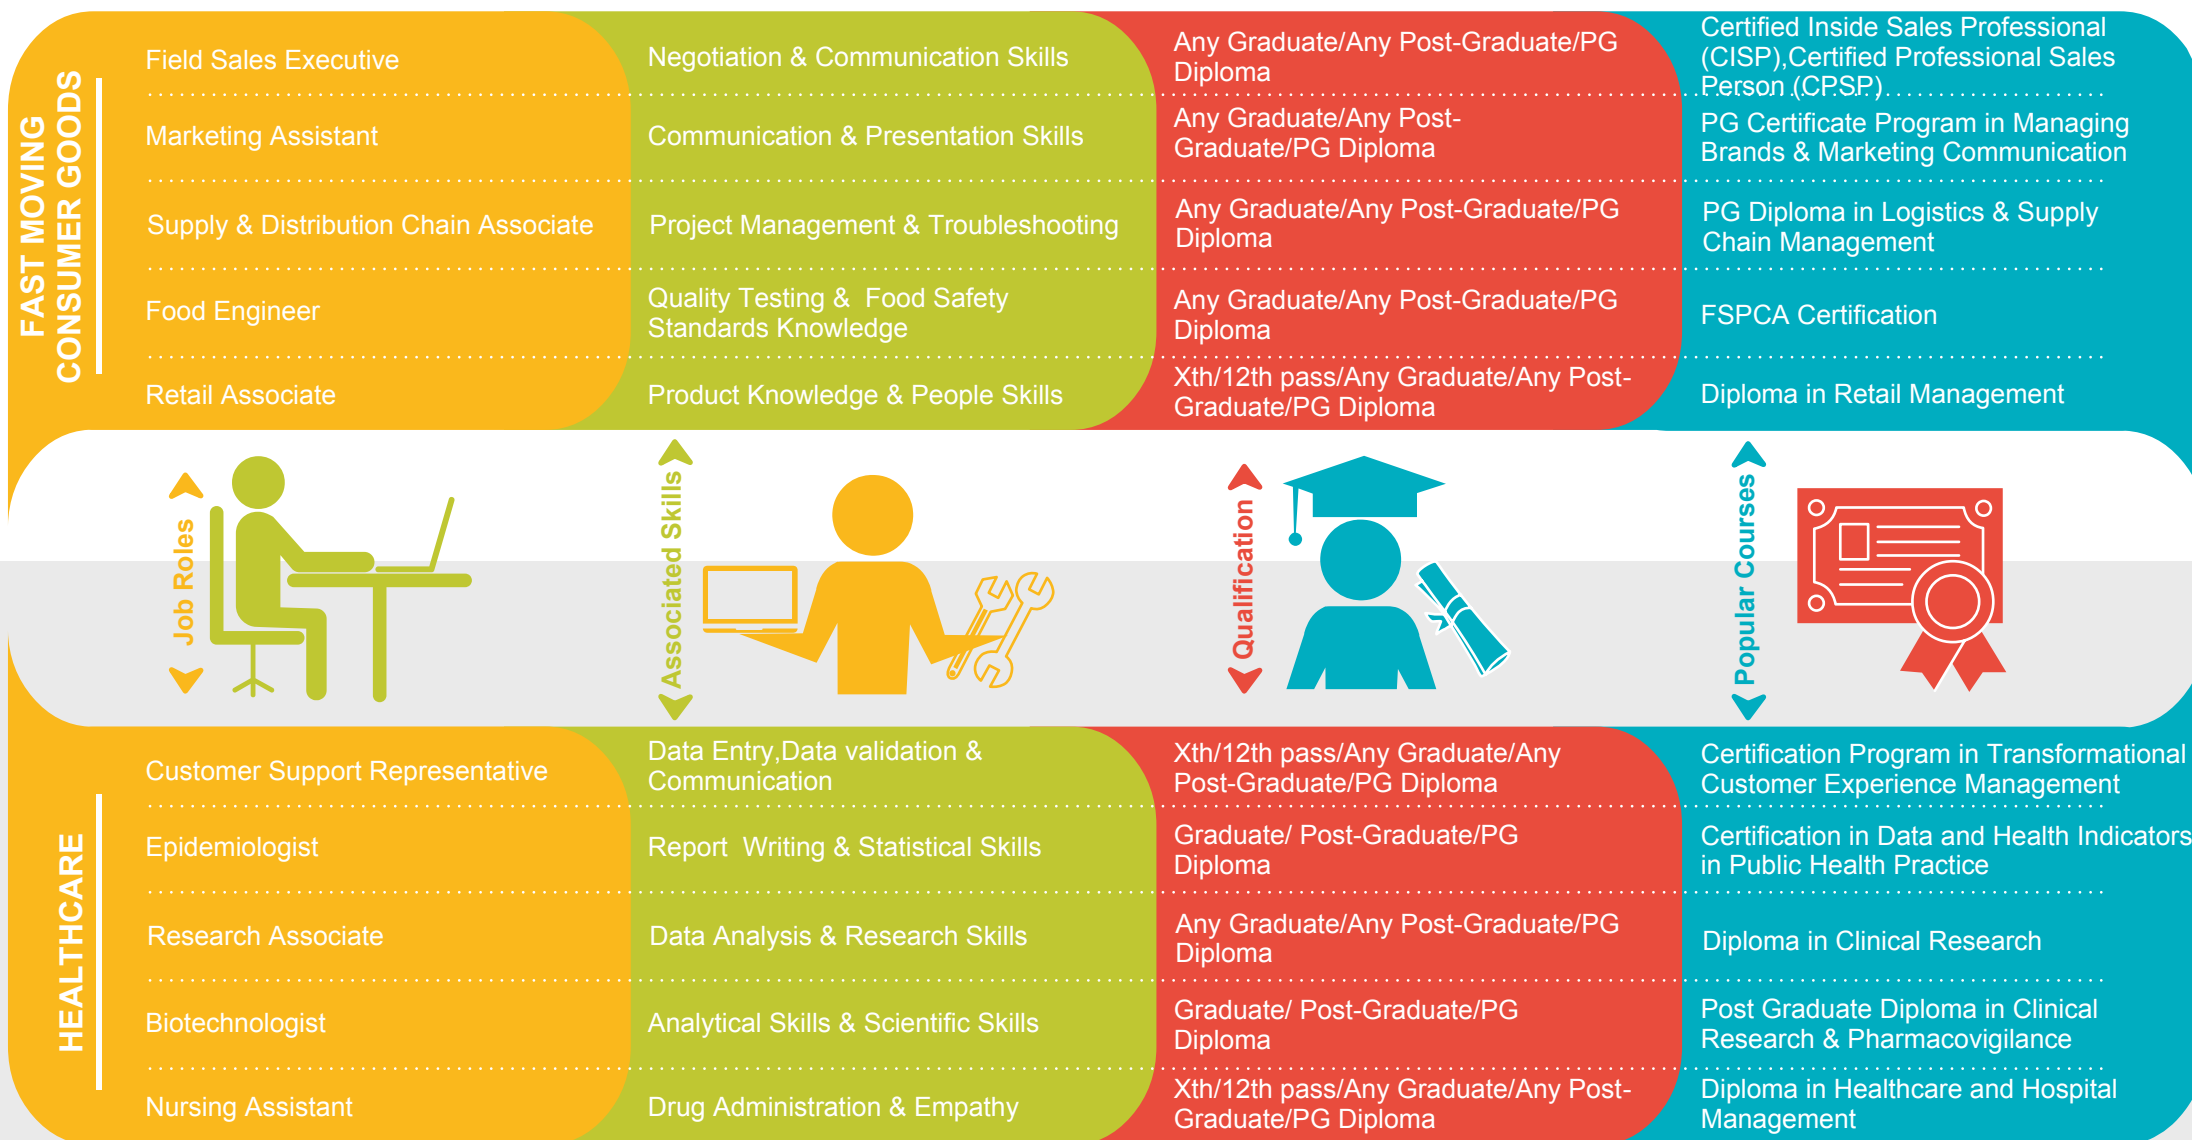 FAST MOVING
CONSUMER GOODS
Field Sales Executive
Negotiation & Communication Skills
Any Graduate/Any Post-Graduate/PG
Diploma
Certified Inside Sales Professional
(CISP),Certified Professional Sales
Person (CPSP)
Marketing Assistant
Communication & Presentation Skills
Any Graduate/Any Post-
Graduate/PG Diploma
PG Certificate Program in Managing
Brands & Marketing Communication
Supply & Distribution Chain Associate
Project Management & Troubleshooting
Any Graduate/Any Post-Graduate/PG
Diploma
PG Diploma in Logistics & Supply
Chain Management
Food Engineer
Quality Testing &  Food Safety
Standards Knowledge
Any Graduate/Any Post-Graduate/PG
Diploma
FSPCA Certification
Retail Associate
Product Knowledge & People Skills
Xth/12th pass/Any Graduate/Any Post-
Graduate/PG Diploma
Diploma in Retail Management
Job Roles
Associated Skills
Qualification
Popular Courses
HEALTHCARE
Customer Support Representative
Data Entry,Data validation &
Communication
Xth/12th pass/Any Graduate/Any
Post-Graduate/PG Diploma
Certification Program in Transformational
Customer Experience Management
Epidemiologist
Report  Writing & Statistical Skills
Graduate/ Post-Graduate/PG
Diploma
Certification in Data and Health Indicators
in Public Health Practice
Research Associate
Data Analysis & Research Skills
Any Graduate/Any Post-Graduate/PG
Diploma
Diploma in Clinical Research
Biotechnologist
Analytical Skills & Scientific Skills
Graduate/ Post-Graduate/PG
Diploma
Post Graduate Diploma in Clinical
Research & Pharmacovigilance
Nursing Assistant
Drug Administration & Empathy
Xth/12th pass/Any Graduate/Any Post-
Graduate/PG Diploma
Diploma in Healthcare and Hospital
Management